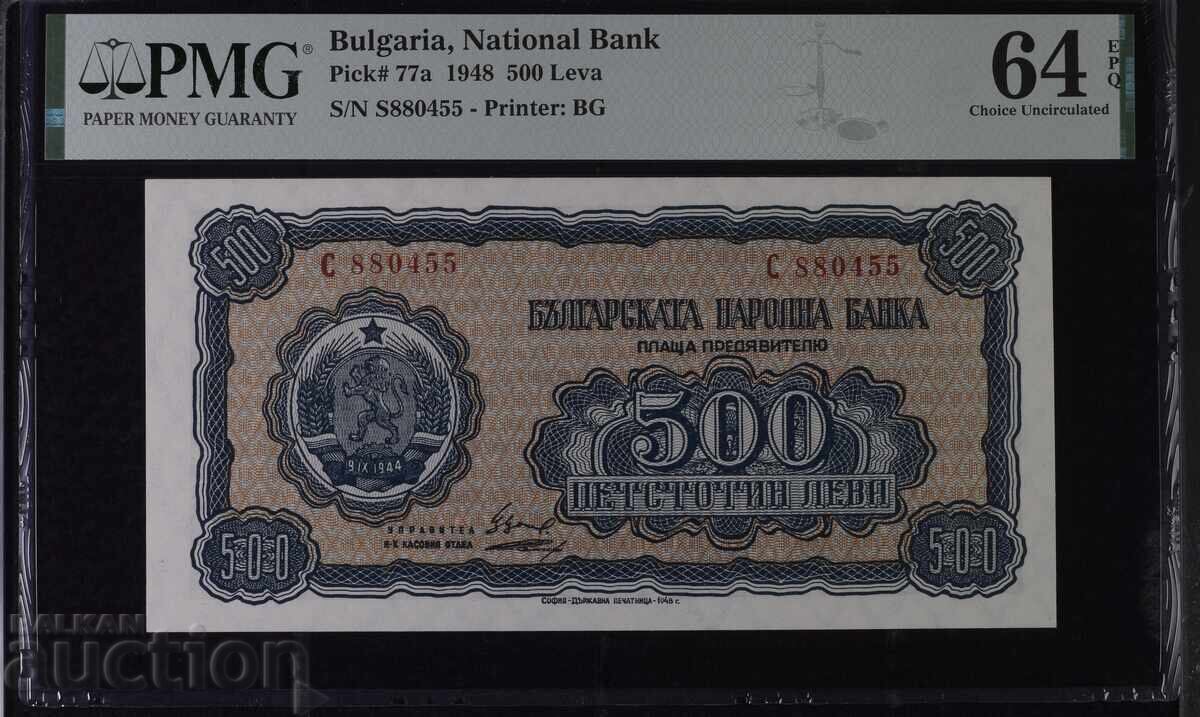 PMG®
PAPER MONEY GUARANTY
Bulgaria, National Bank
Pick# 77a 1948 500 Leva
S/N S880455 - Printer: BG
64
EPQ
Choice Uncirculated
500
500
С 880455
С 880455
БЪЛГАРСКАТА НАРОДНА БАНКА
ПЛАЩА ПРЕДЯВИТЕЛЮ
500
ПЕТСТОТИН ЛЕВА
9 IX 1944
УПРАВИТЕЛ
Н-К КАСОВИЯ ОТДЕЛ
500
500
СОФИЯ-ДЪРЖАВНА ПЕЧАТНИЦА-1948 г.
BALKAN
auction